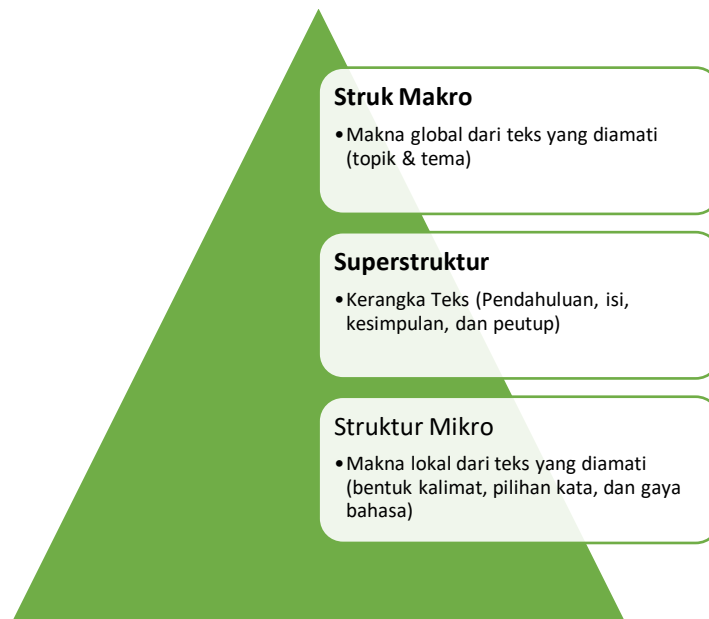 Struk Makro
•Makna global dari teks yang diamati
(topik & tema)
Superstruktur
•Kerangka Teks (Pendahuluan, isi,
kesimpulan, dan peutup)
Struktur Mikro
•Makna lokal dari teks yang diamati
(bentuk kalimat, pilihan kata, dan gaya
bahasa)